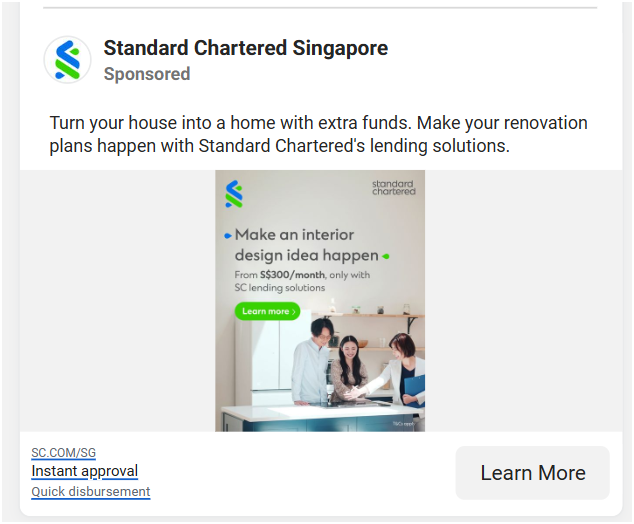 Standard Chartered Singapore
Sponsored
Turn your house into a home with extra funds. Make your renovation
plans happen with Standard Chartered's lending solutions.
standard
chartered
Make an interior
design idea happen
From S$300/month, only with
SC lending solutions
Learn more ›
SC.COM/SG
Instant approval
Quick disbursement
Learn More